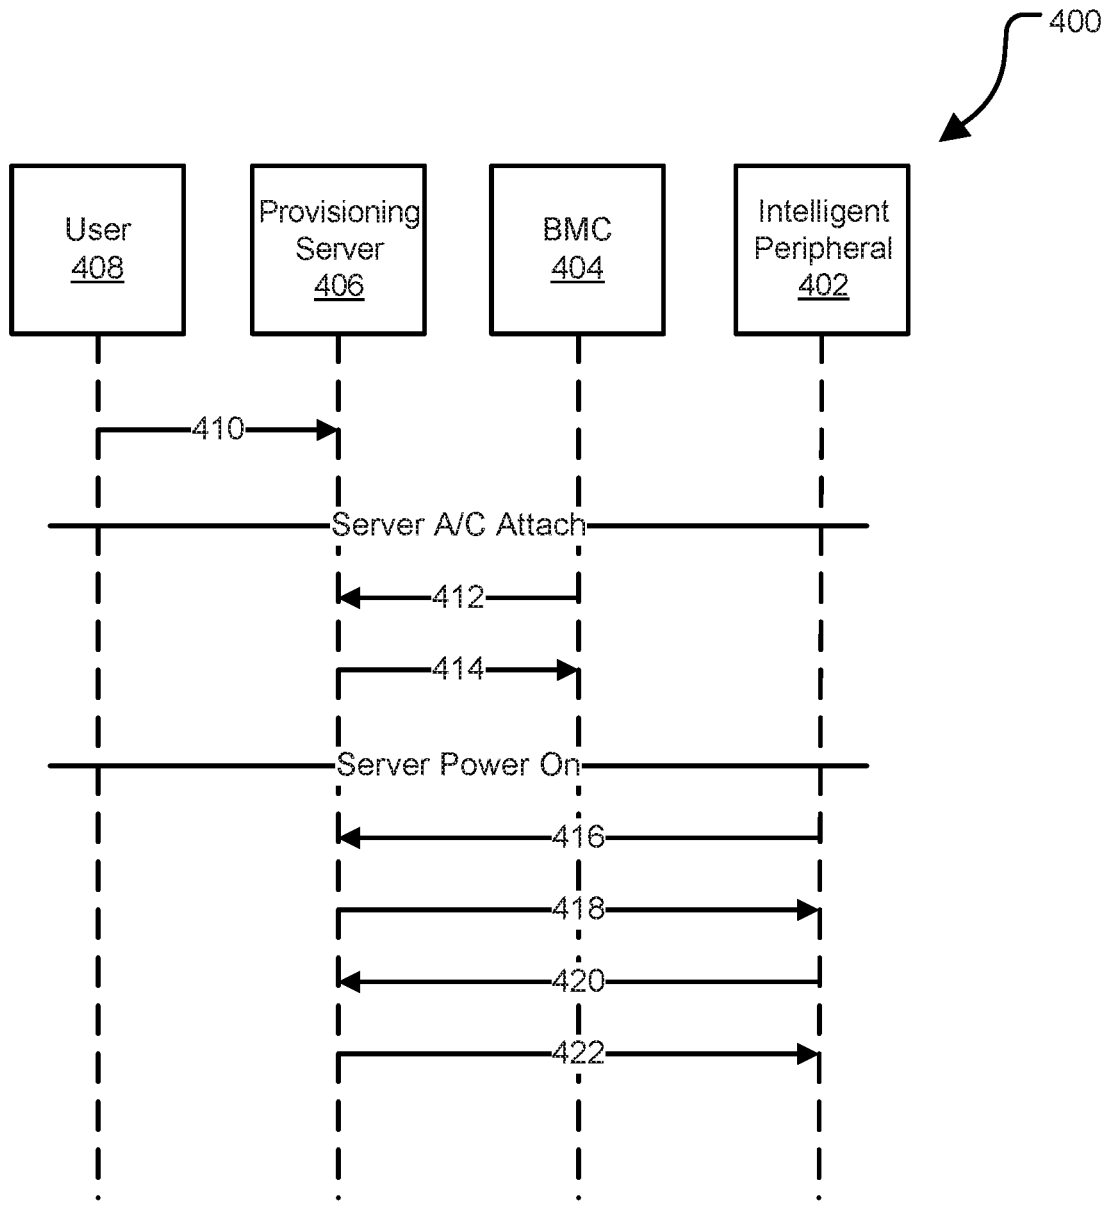 400
User
408
Provisioning
Server
406
BMC
404
Intelligent
Peripheral
402
410
Server A/C Attach
412
414
Server Power On
416
418
420
422